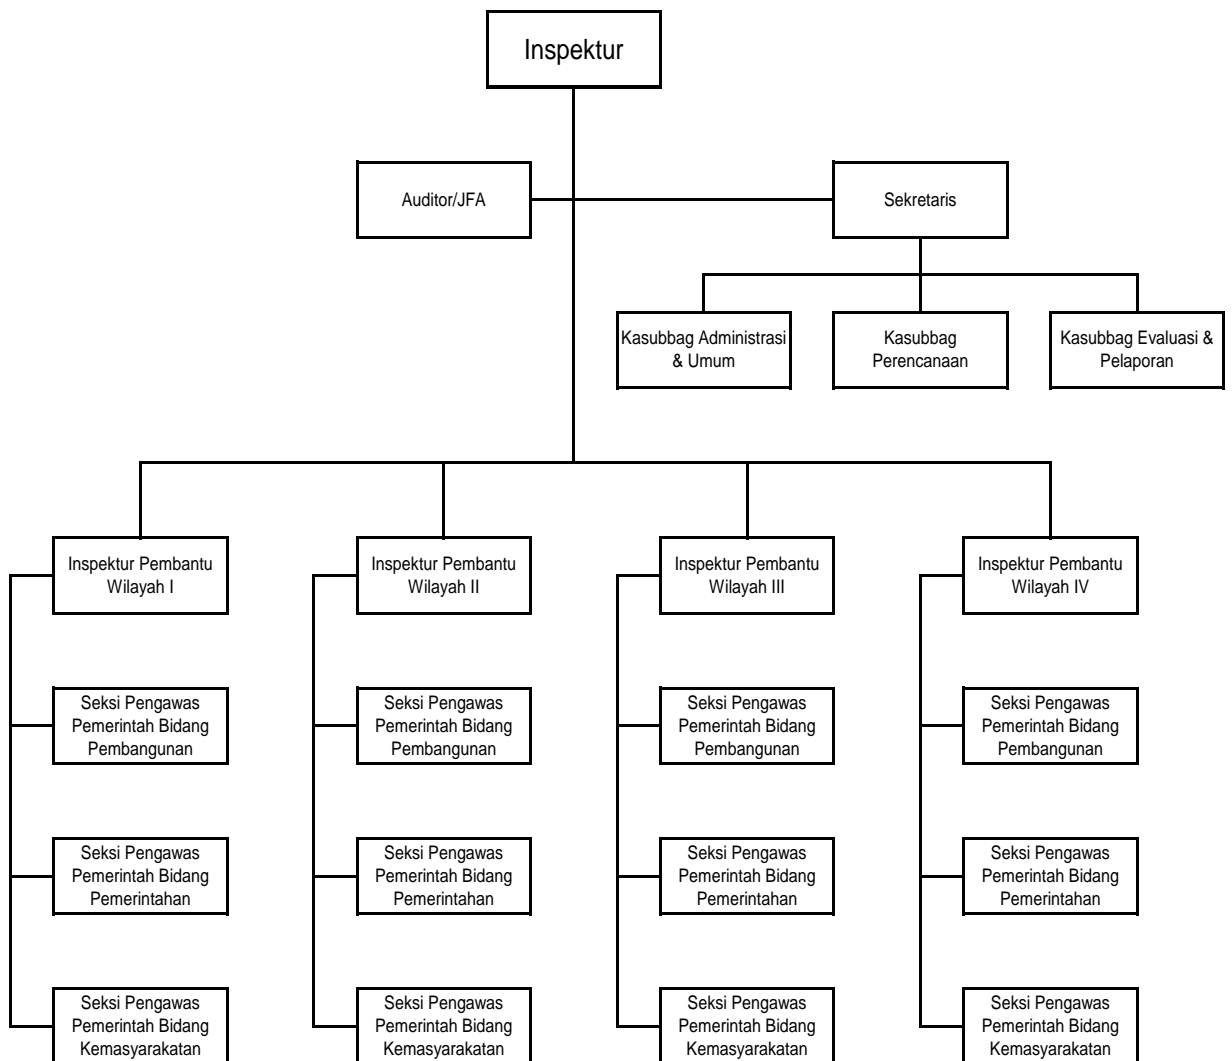 Inspektur
Auditor/JFA
Sekretaris
Kasubbag Administrasi
& Umum
Kasubbag
Perencanaan
Kasubbag Evaluasi &
Pelaporan
Inspektur Pembantu
Wilayah I
Inspektur Pembantu
Wilayah II
Inspektur Pembantu
Wilayah III
Inspektur Pembantu
Wilayah IV
Seksi Pengawas
Pemerintah Bidang
Pembangunan
Seksi Pengawas
Pemerintah Bidang
Pembangunan
Seksi Pengawas
Pemerintah Bidang
Pembangunan
Seksi Pengawas
Pemerintah Bidang
Pembangunan
Seksi Pengawas
Pemerintah Bidang
Pemerintahan
Seksi Pengawas
Pemerintah Bidang
Pemerintahan
Seksi Pengawas
Pemerintah Bidang
Pemerintahan
Seksi Pengawas
Pemerintah Bidang
Pemerintahan
Seksi Pengawas
Pemerintah Bidang
Kemasyarakatan
Seksi Pengawas
Pemerintah Bidang
Kemasyarakatan
Seksi Pengawas
Pemerintah Bidang
Kemasyarakatan
Seksi Pengawas
Pemerintah Bidang
Kemasyarakatan